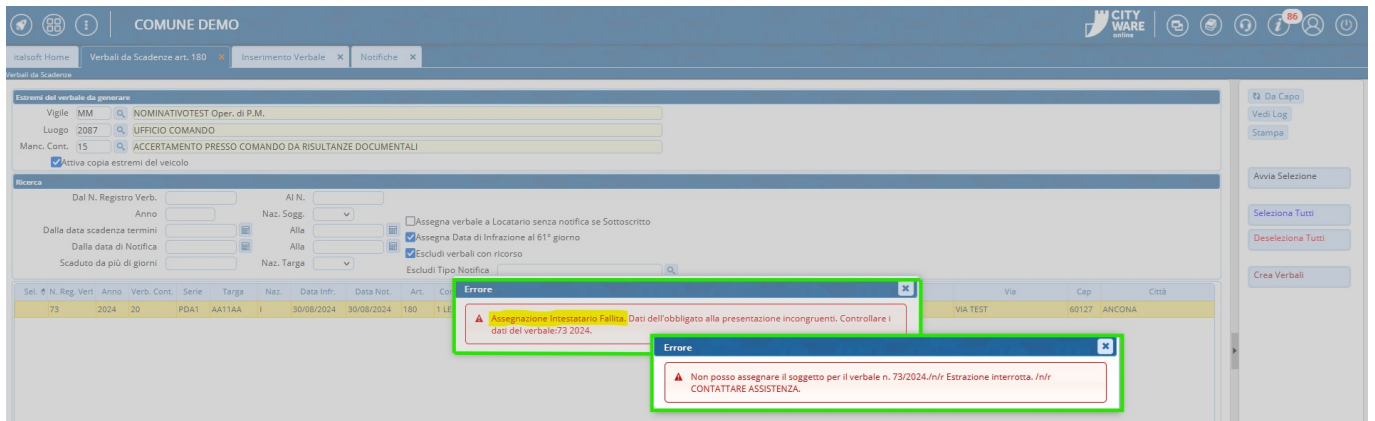 COMUNE DEMO
CITY WARE online
86
italsoft Home Verbali da Scadenze art. 180 × Inserimento Verbale × Notifiche ×
Verbali da Scadenze
Estremi del verbale da generare
Vigile MM NOMINATIVOTEST Oper. di P.M.
Luogo 2087 UFFICIO COMANDO
Manc. Cont. 15 ACCERTAMENTO PRESSO COMANDO DA RISULTANZE DOCUMENTALI
Attiva copia estremi del veicolo
Ricerca
Dal N. Registro Verb. Al N.
Anno Naz. Sogg.
Dalla data scadenza termini Alla
Dalla data di Notifica Alla
Scaduto da più di giorni Naz. Targa
Assegna verbale a Locatario senza notifica se Sottoscritto
Assegna Data di Infrazione al 61° giorno
Escludi verbali con ricorso
Escludi Tipo Notifica
Sel. N. Reg. Vert Anno Verb. Cont. Serie Targa Naz. Data Infr. Data Not. Art. Co Via Cap Città
73 2024 20 PDA1 AA11AA I 30/08/2024 30/08/2024 180 1 LE VIA TEST 60127 ANCONA
Errore
Assegnazione Intestatario Fallita. Dati dell'obbligato alla presentazione incongruenti. Controllare i
dati del verbale:73 2024.
Errore
Non posso assegnare il soggetto per il verbale n. 73/2024./n/r Estrazione interrotta. /n/r
CONTATTARE ASSISTENZA.
Da Capo
Vedi Log
Stampa
Avvia Selezione
Seleziona Tutti
Deseleziona Tutti
Crea Verbali